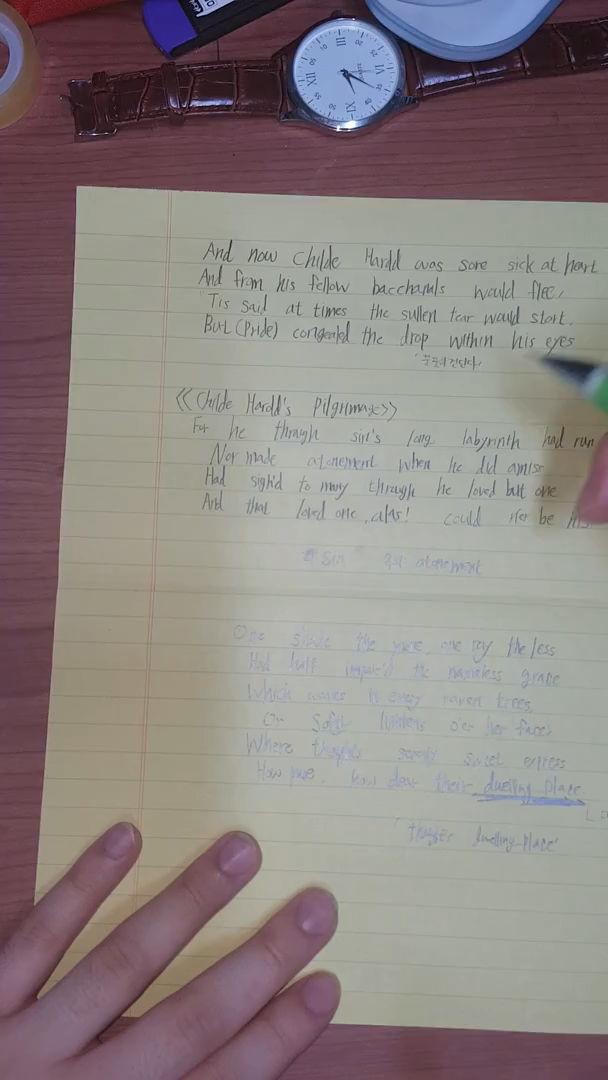 And now Childe Harold was sore sick at heart
And from his fellow bacchanals would flee,
'Tis said at times the sullen tear would start.
But (Pride) congealed the drop within his eyes
<<Childe Harold's Pilgrimage>>
For he through sin's long labyrinth had run
Nor made atonement when he did amiss
Had sigh'd to many through he loved but one
And that loved one, alas! could ne'er be his
sin atonement
One shade the more, one ray the less
Had half impair'd the nameless grace
Which waves in every raven tress
Or softly lightens o'er her face
Where thoughts serenely sweet express
How pure, how dear their dwelling place
dwelling-place'